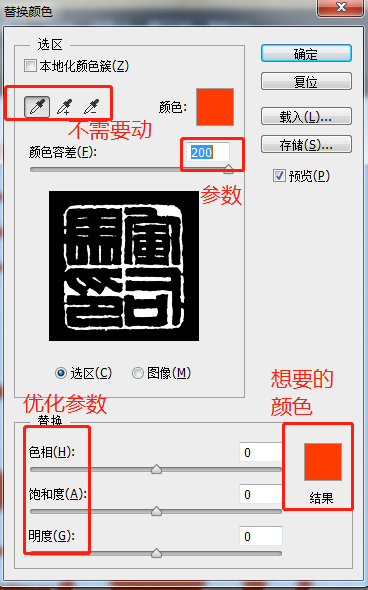 替换颜色
选区
本地化颜色簇(Z)
颜色:
不需要动
颜色容差(F):
200
参数
选区(C)
图像(M)
确定
复位
载入(L)...
存储(S)...
预览(P)
优化参数
想要的
颜色
替换
色相(H):
0
饱和度(A):
0
明度(G):
0
结果